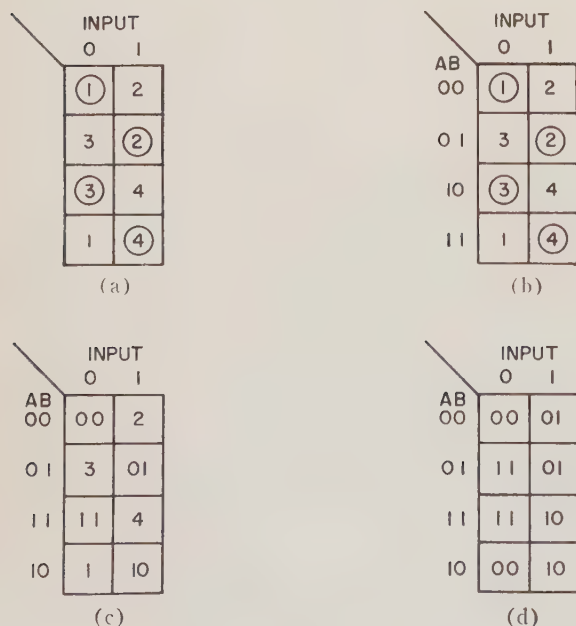 INPUT
0 1
① 2
3 ②
③ 4
1 ④
(a)
INPUT
0 1
AB
00 ① 2
01 3 ②
10 ③ 4
11 1 ④
(b)
INPUT
0 1
AB
00 00 2
01 3 01
11 11 4
10 1 10
(c)
INPUT
0 1
AB
00 00 01
01 11 01
11 11 10
10 00 10
(d)